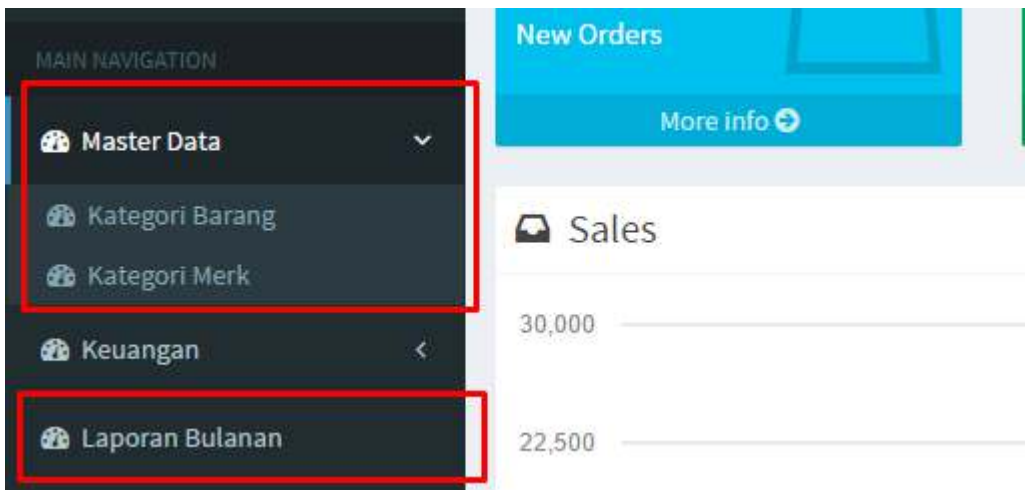 MAIN NAVIGATION
Master Data
Kategori Barang
Kategori Merk
Keuangan
Laporan Bulanan
New Orders
More info
Sales
30,000
22,500